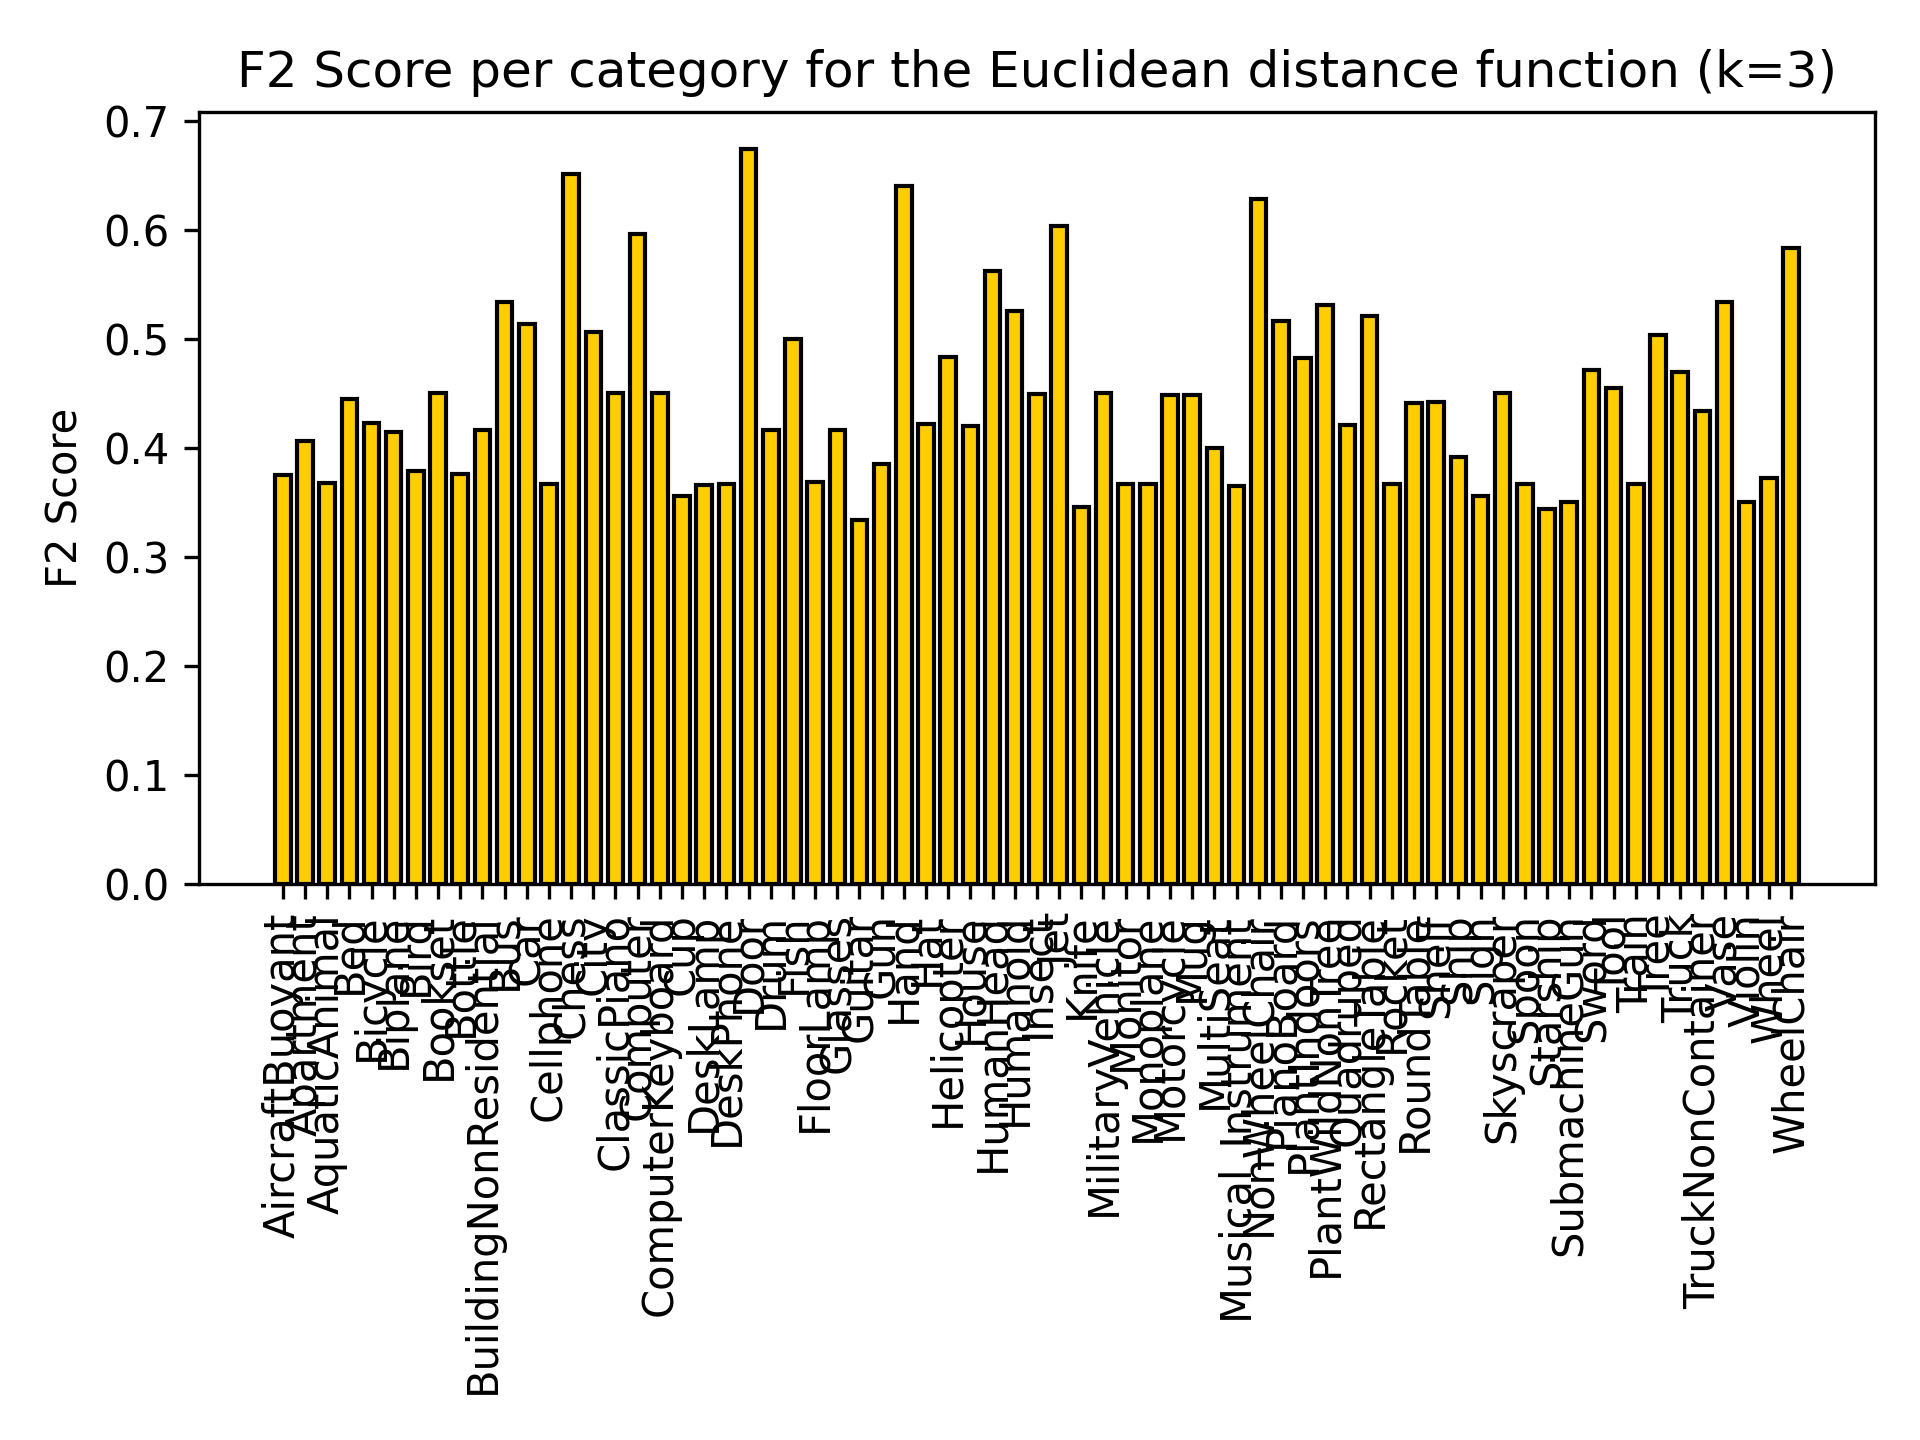 F2 Score per category for the Euclidean distance function (k=3)
F2 Score
0.7
0.6
0.5
0.4
0.3
0.2
0.1
0.0
AircraftBuoyant
Apartment
AquaticAnimal
Bed
Bicycle
Biplane
Bird
Bookset
Bottle
BuildingNonResidential
Bus
Car
Cellphone
Chess
City
ClassicPiano
Computer
ComputerKeyboard
Cup
DeskLamp
DeskPhone
Door
Drum
Fish
FloorLamp
Glasses
Guitar
Gun
Hand
Hat
Helicopter
House
HumanHead
Humanoid
Insect
Jet
Knife
MilitaryVehicle
Monitor
Monoplane
Motorcycle
Mug
MultiSeat
Musical_Instrument
NonWheelChair
PianoBoard
PlantIndoors
PlantWildNonTree
Quadruped
RectangleTable
Rocket
RoundTable
Shelf
Ship
Sign
Skyscraper
Spoon
Starship
SubmachineGun
Sword
Tool
Train
Tree
Truck
TruckNonContainer
Vase
Violin
Wheel
WheelChair